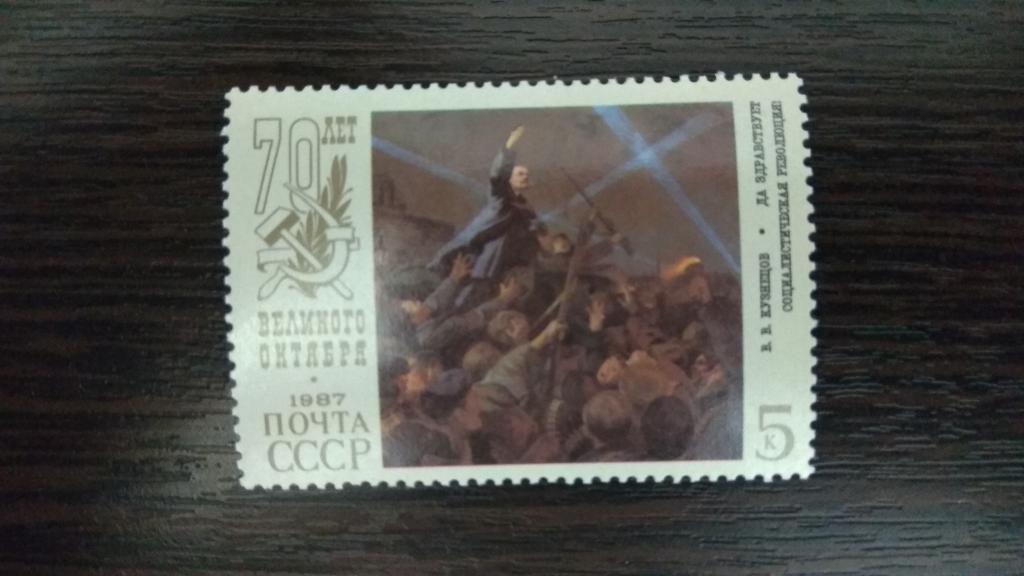 70 ЛЕТ
ВЕЛИКОГО
ОКТЯБРЯ
•
1987
ПОЧТА
СССР
В. В. КУЗНЕЦОВ • ДА ЗДРАВСТВУЕТ
СОЦИАЛИСТИЧЕСКАЯ РЕВОЛЮЦИЯ!
5 К